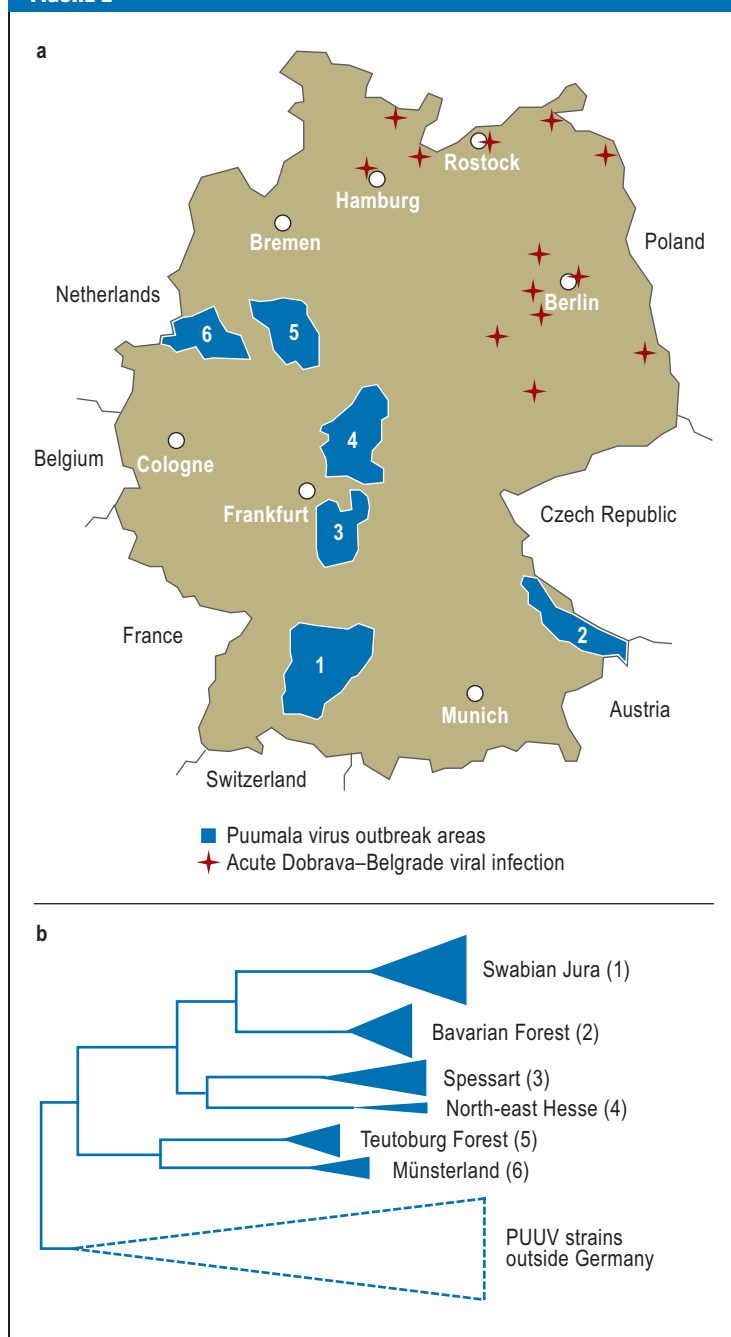 a
Rostock
Hamburg
Bremen
Poland
Netherlands
Berlin
6
5
4
Belgium
Cologne
Frankfurt
3
Czech Republic
France
2
1
Munich
Austria
Switzerland
Puumala virus outbreak areas
Acute Dobrava–Belgrade viral infection
b
Swabian Jura (1)
Bavarian Forest (2)
Spessart (3)
North-east Hesse (4)
Teutoburg Forest (5)
Münsterland (6)
PUUV strains
outside Germany